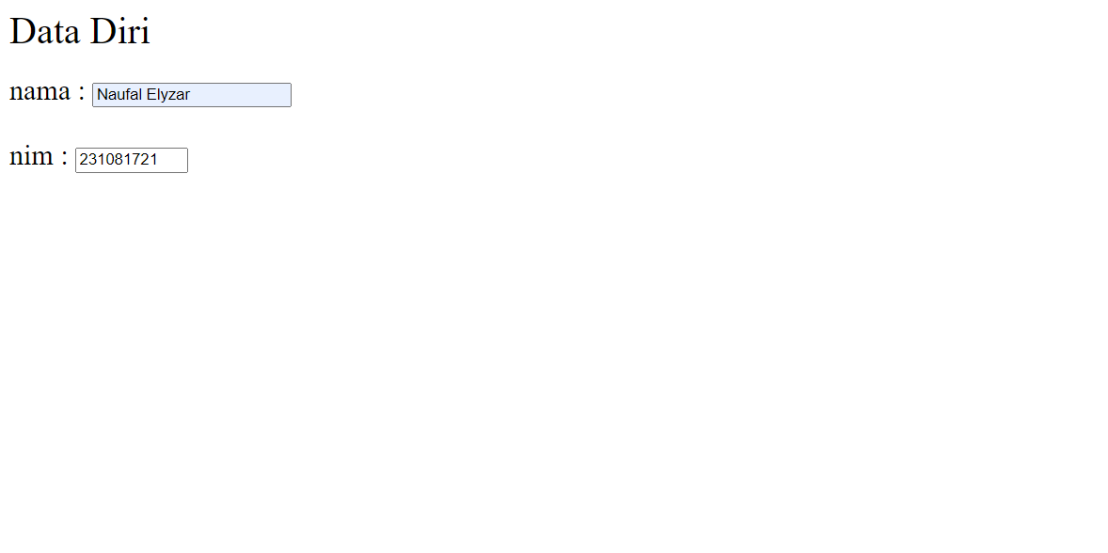 Data Diri
nama : Naufal Elyzar
nim : 231081721